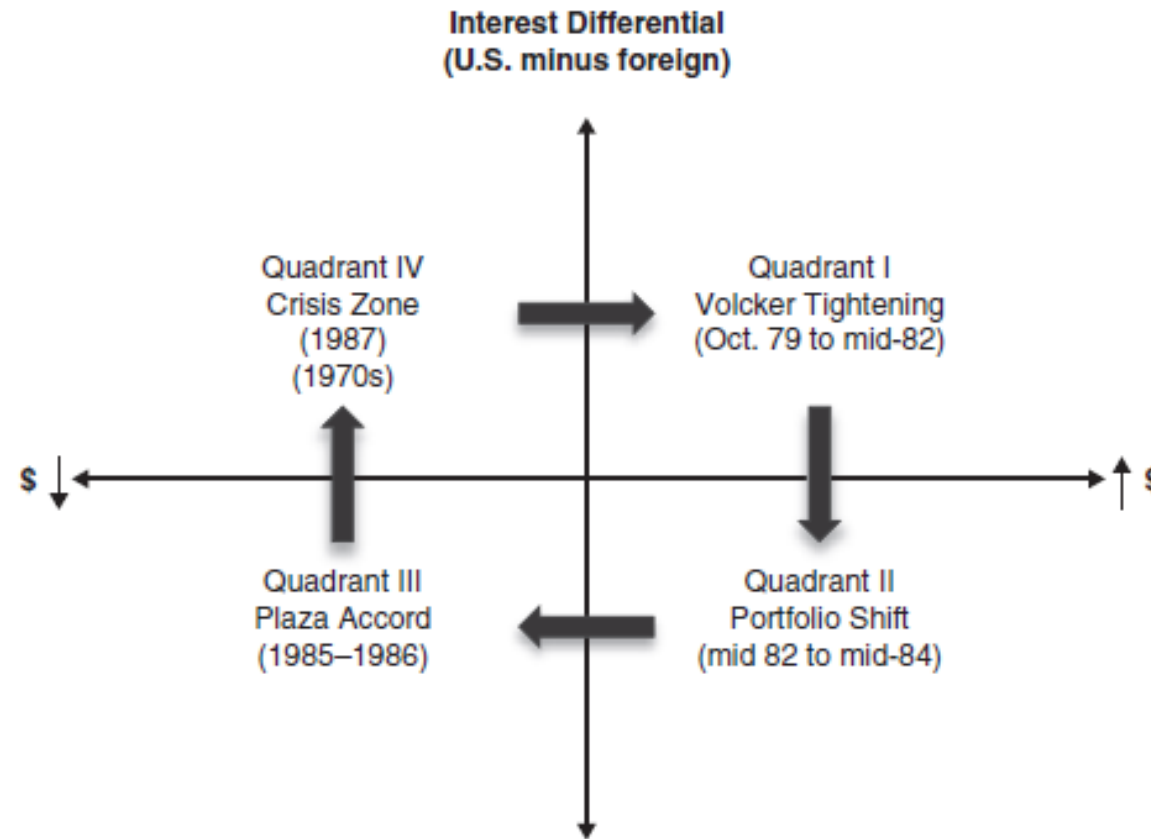 Interest Differential
(U.S. minus foreign)
Quadrant IV
Crisis Zone
(1987)
(1970s)
Quadrant I
Volcker Tightening
(Oct. 79 to mid-82)
$
$
Quadrant III
Plaza Accord
(1985–1986)
Quadrant II
Portfolio Shift
(mid 82 to mid-84)